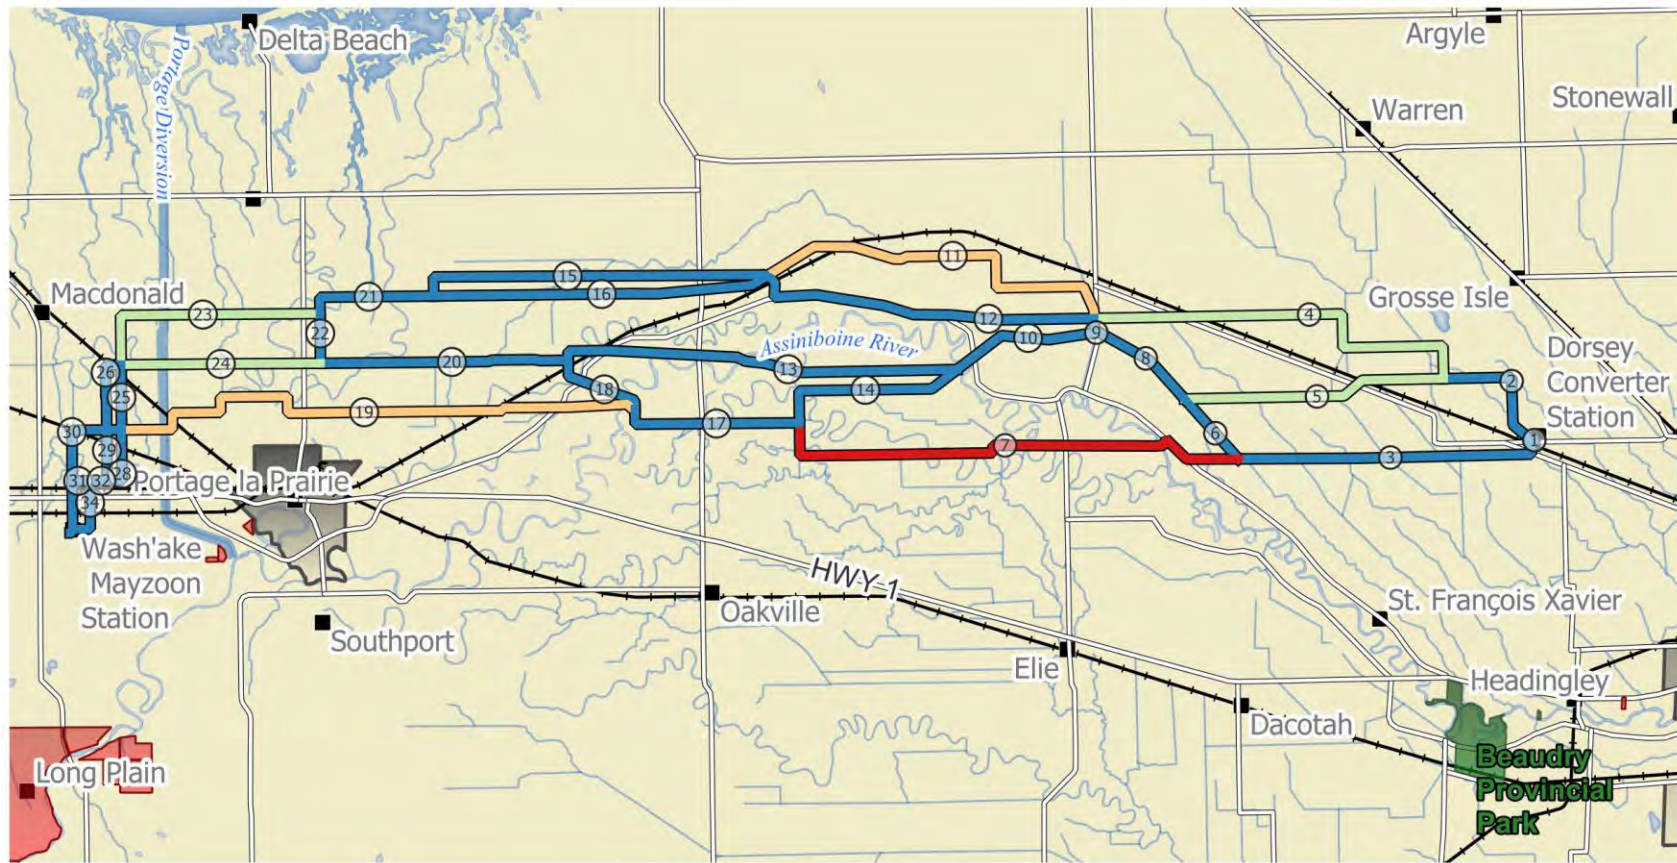 Delta Beach
Argyle
Portage Diversion
Warren
Stonewall
11
15
16
21
Macdonald
23
22
12
4
Grosse Isle
9
10
8
Assiniboine River
13
20
24
26
25
18
14
5
2
Dorsey
Converter
Station
19
17
6
1
30
29
7
3
28
31
32
Portage la Prairie
34
Wash'ake
Mayzoon
Station
HWY 1
Oakville
Southport
St. François Xavier
Elie
Headingley
Dacotah
Long Plain
Beaudry
Provincial
Park